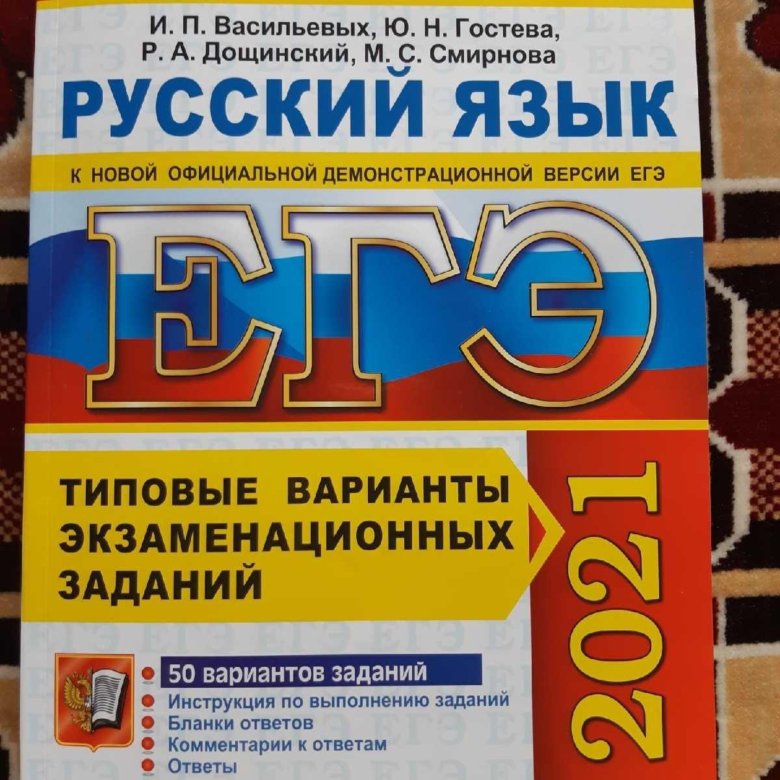 И. П. Васильевых, Ю. Н. Гостева,
Р. А. Дощинский, М. С. Смирнова
РУССКИЙ ЯЗЫК
К НОВОЙ ОФИЦИАЛЬНОЙ ДЕМОНСТРАЦИОННОЙ ВЕРСИИ ЕГЭ
ЕГЭ
ТИПОВЫЕ ВАРИАНТЫ
ЭКЗАМЕНАЦИОННЫХ
ЗАДАНИЙ
2021
50 вариантов заданий
Инструкция по выполнению заданий
Бланки ответов
Комментарии к ответам
Ответы